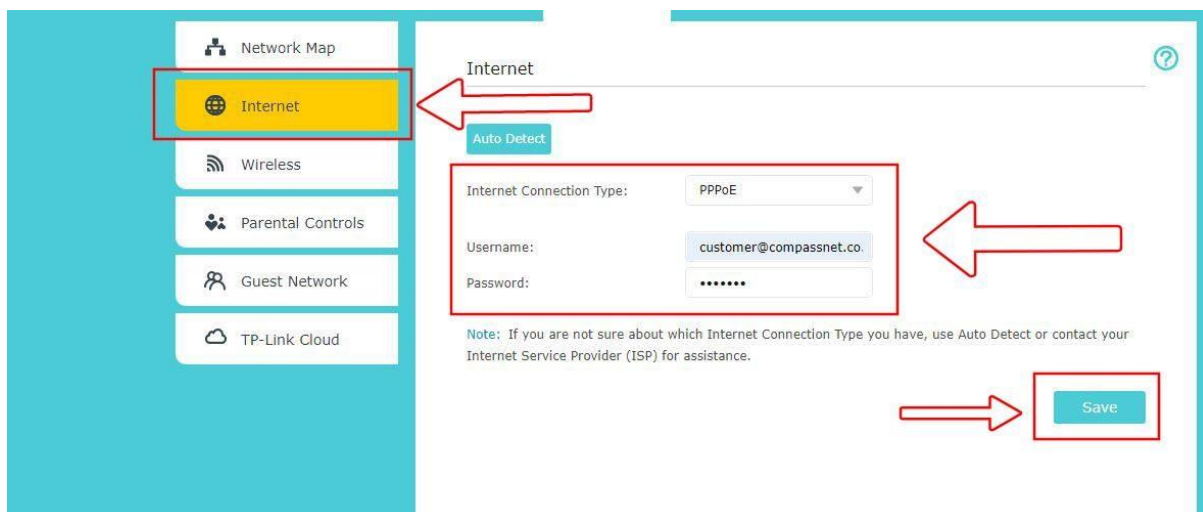 Network Map
Internet
Wireless
Parental Controls
Guest Network
TP-Link Cloud
Internet
Auto Detect
Internet Connection Type: PPPoE
Username: customer@compassnet.co.
Password: •••••••
Note: If you are not sure about which Internet Connection Type you have, use Auto Detect or contact your
Internet Service Provider (ISP) for assistance.
Save